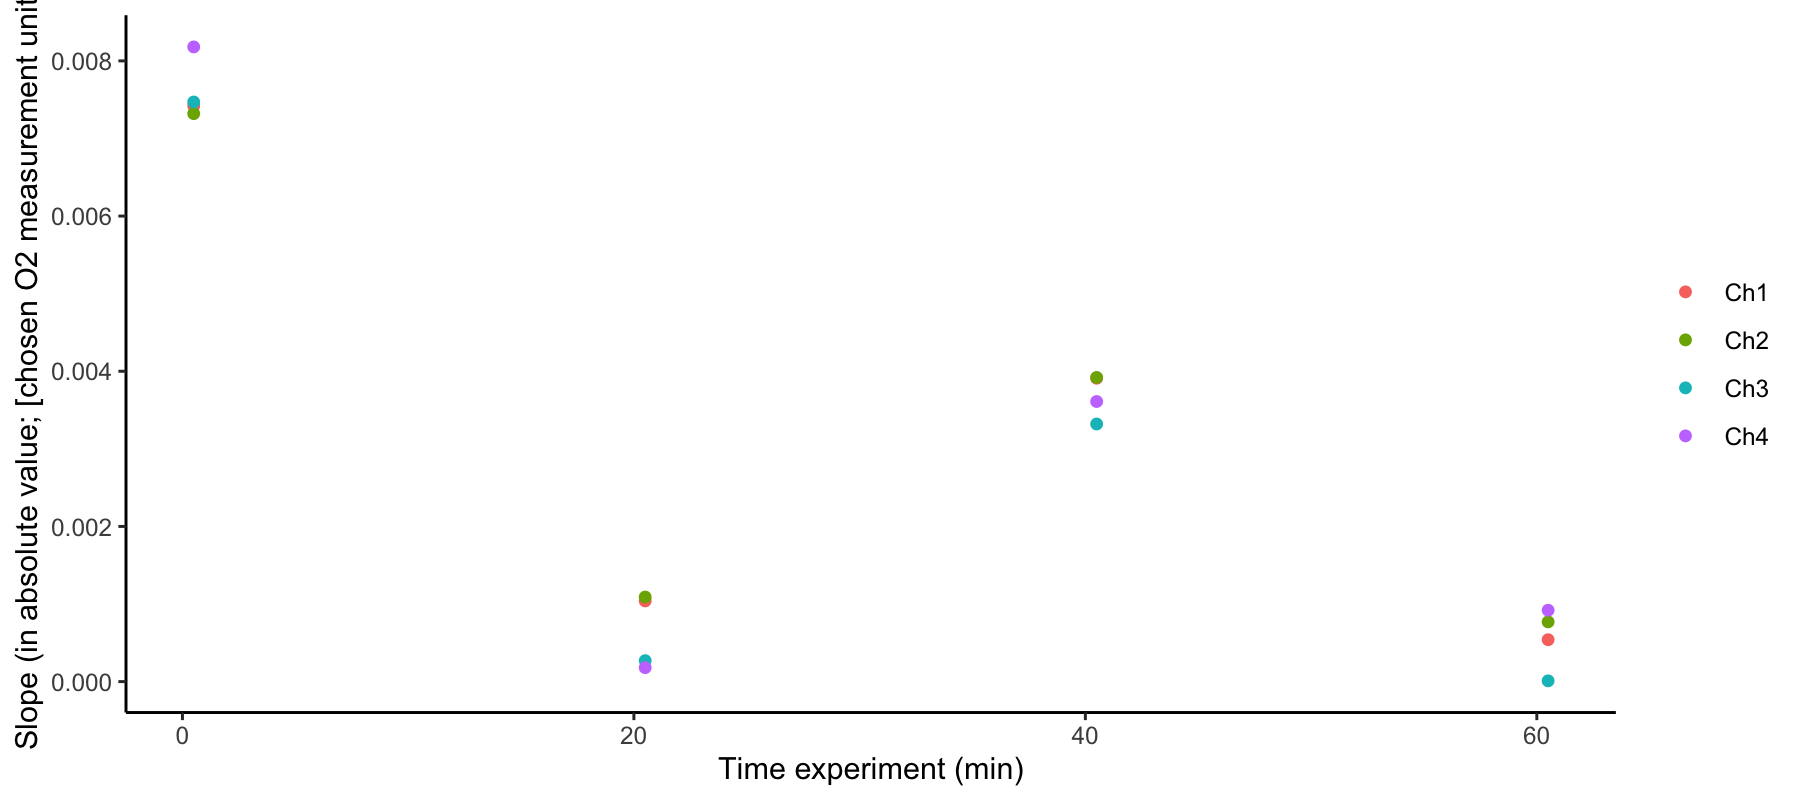 Slope (in absolute value; [chosen O2 measurement unit
0.008
0.006
0.004
0.002
0.000
0
20
40
60
Time experiment (min)
Ch1
Ch2
Ch3
Ch4